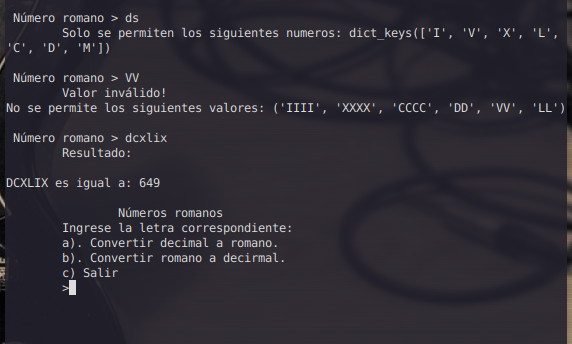 Número romano > ds
Solo se permiten los siguientes numeros: dict_keys(['I', 'V', 'X', 'L',
'C', 'D', 'M'])
Número romano > VV
Valor inválido!
No se permite los siguientes valores: ('IIII', 'XXXX', 'CCCC', 'DD', 'VV', 'LL')
Número romano > dcxlix
Resultado:
DCXLIX es igual a: 649
Números romanos
Ingrese la letra correspondiente:
a). Convertir decimal a romano.
b). Convertir romano a decirmal.
c) Salir
>